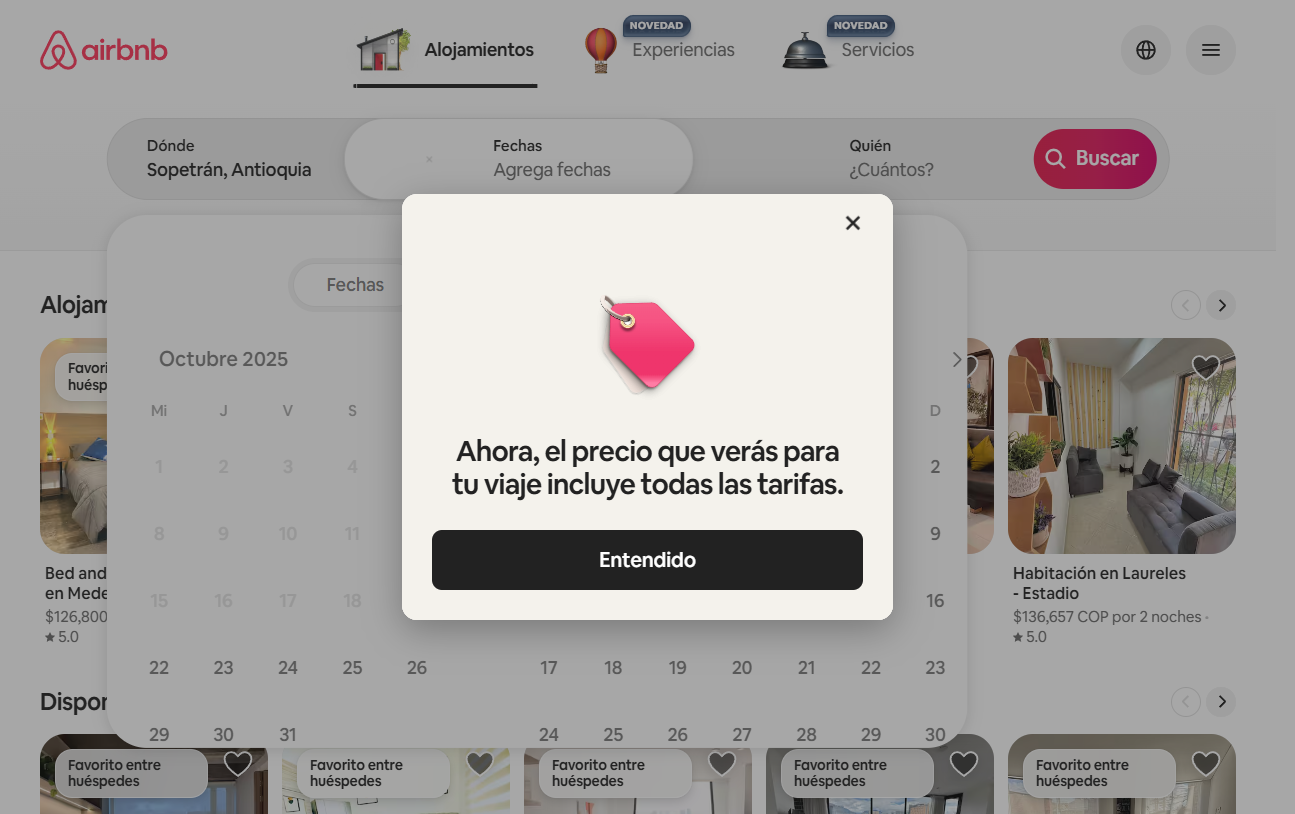 airbnb
Alojamientos
NOVEDAD
Experiencias
NOVEDAD
Servicios
Dónde
Sopetrán, Antioquia
Fechas
Agrega fechas
Quién
¿Cuántos?
Buscar
Fechas
Octubre 2025
Mi J V S
D
1 2 3 4
2
8 9 10 11
9
15 16 17 18
16
22 23 24 25 26
17 18 19 20 21 22 23
29 30 31
24 25 26 27 28 29 30
Ahora, el precio que verás para
tu viaje incluye todas las tarifas.
Entendido
Favorito
huésp
Bed and
en Mede
$126,800
5.0
Habitación en Laureles
- Estadio
$136,657 COP por 2 noches ·
5.0
Favorito entre
huéspedes
Favorito entre
huéspedes
Favorito entre
huéspedes
Favorito entre
huéspedes
Favorito entre
huéspedes